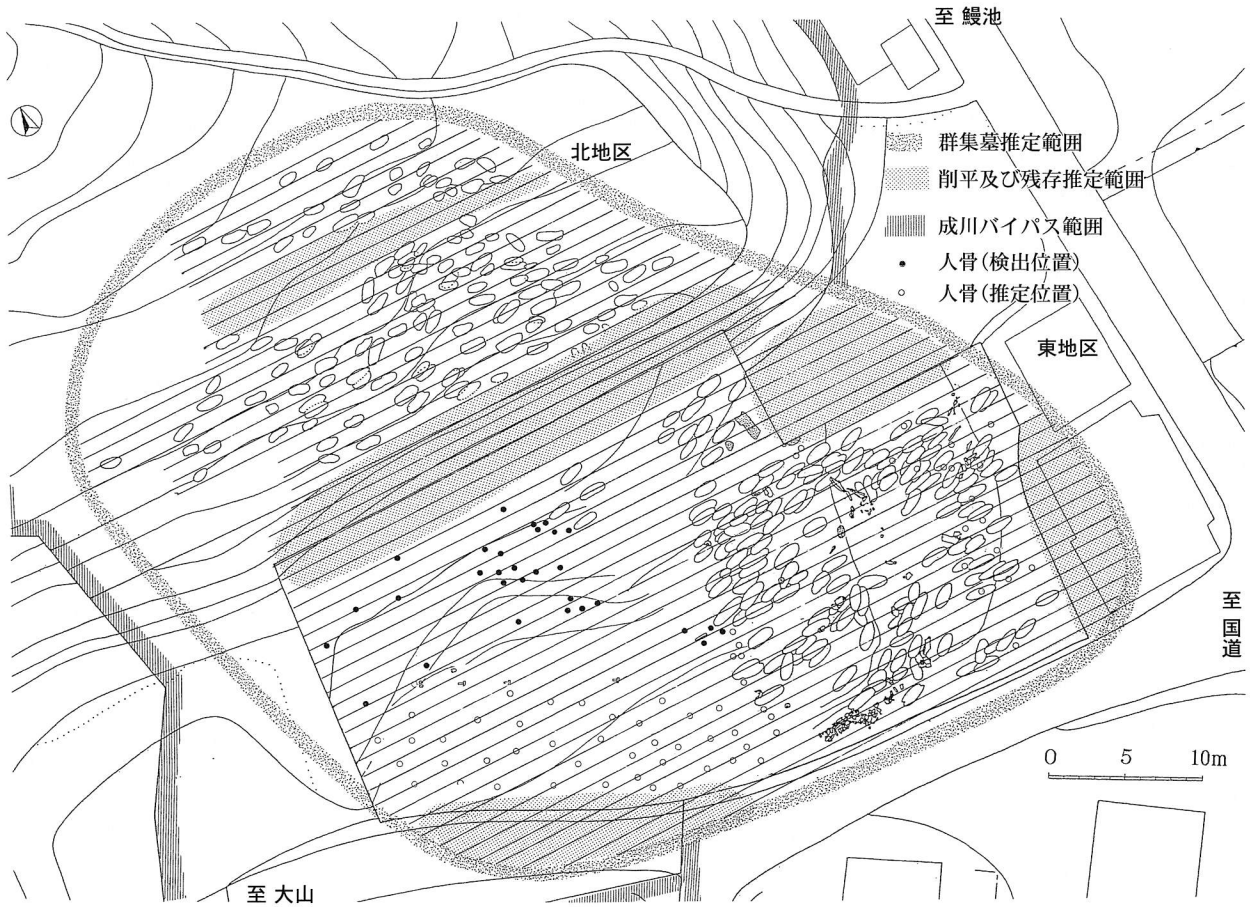 至 鰻池
北地区
群集墓推定範囲
削平及び残存推定範囲
成川バイパス範囲
人骨(検出位置)
人骨(推定位置)
東地区
至 国道
0 5 10m
至 大山